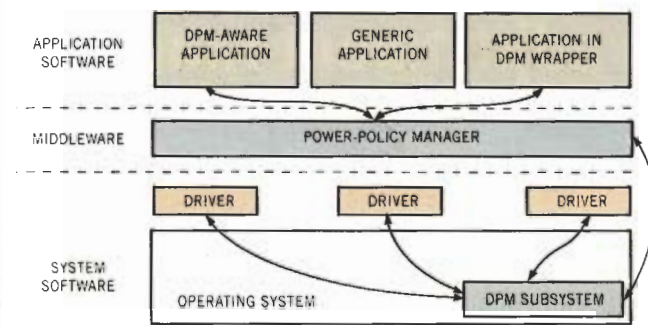 APPLICATION
SOFTWARE
DPM-AWARE
APPLICATION
GENERIC
APPLICATION
APPLICATION IN
DPM WRAPPER
MIDDLEWARE
POWER-POLICY MANAGER
DRIVER
DRIVER
DRIVER
SYSTEM
SOFTWARE
OPERATING SYSTEM
DPM SUBSYSTEM